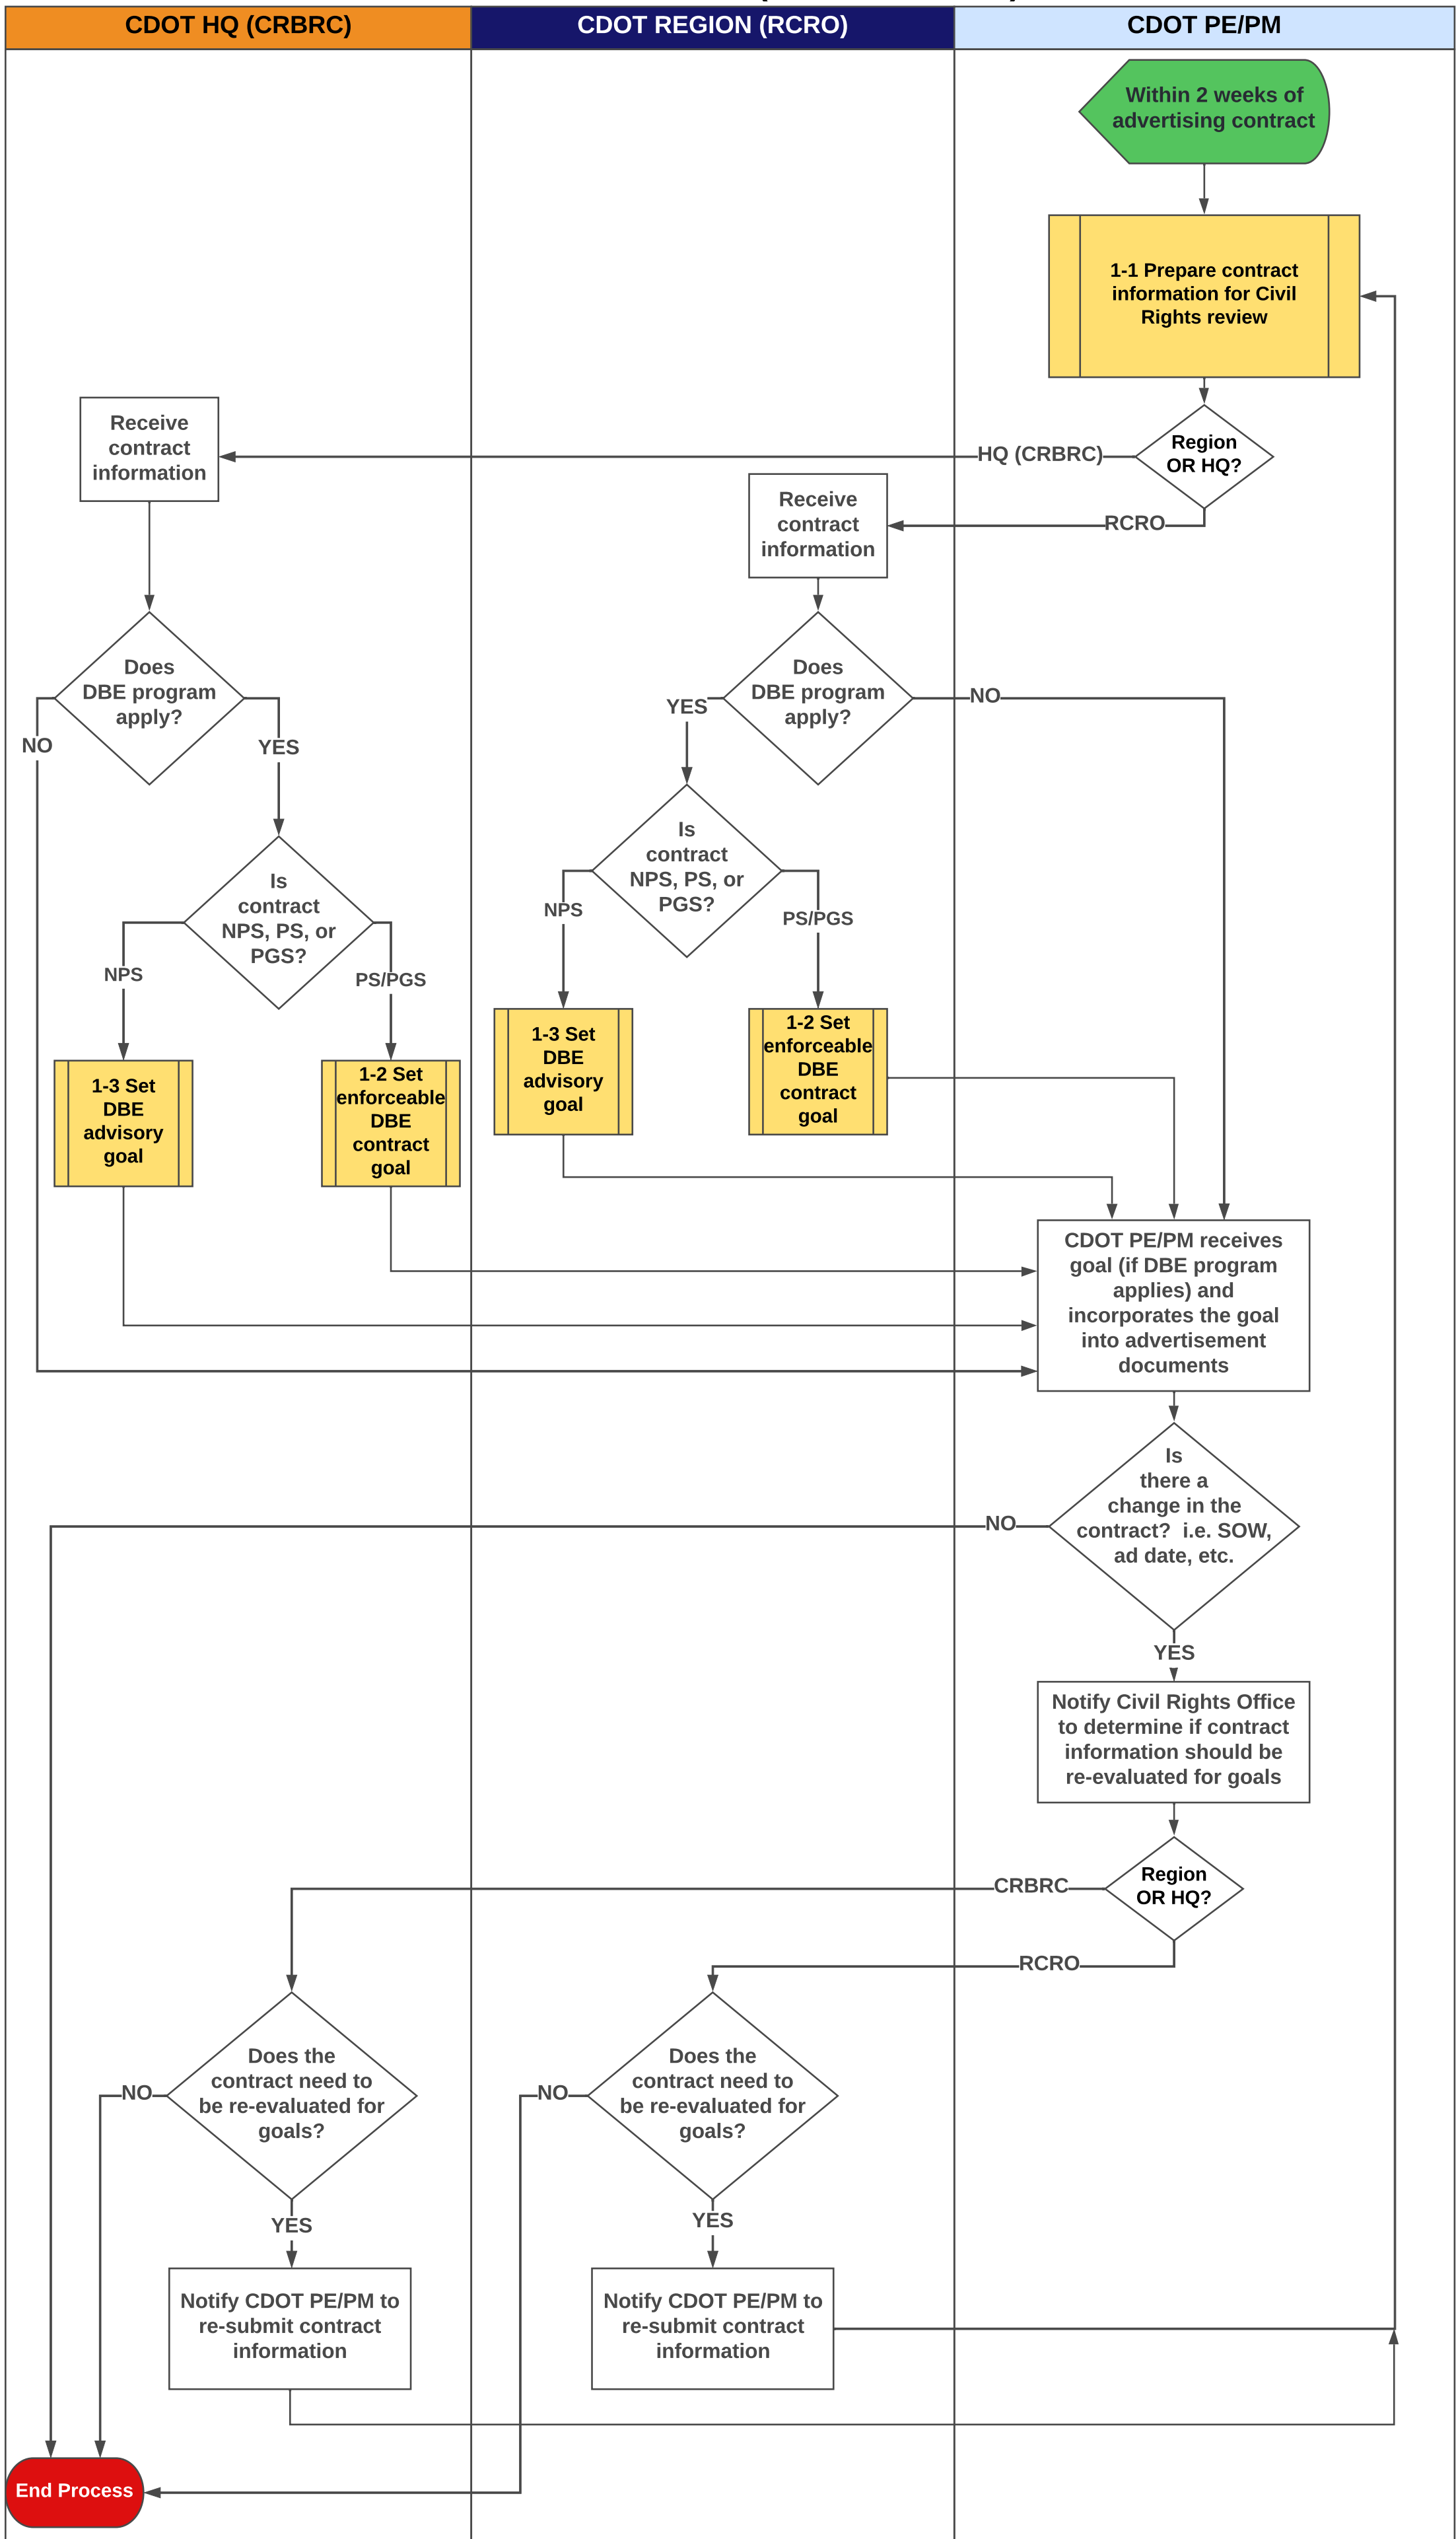 CDOT HQ (CRBRC)
CDOT REGION (RCRO)
CDOT PE/PM
Within 2 weeks of
advertising contract
1-1 Prepare contract
information for Civil
Rights review
Region
OR HQ?
HQ (CRBRC)
RCRO
Receive
contract
information
Receive
contract
information
Does
DBE program
apply?
NO
YES
Does
DBE program
apply?
YES
NO
Is
contract
NPS, PS, or
PGS?
NPS
PS/PGS
Is
contract
NPS, PS, or
PGS?
NPS
PS/PGS
1-3 Set
DBE
advisory
goal
1-2 Set
enforceable
DBE
contract
goal
1-3 Set
DBE
advisory
goal
1-2 Set
enforceable
DBE
contract
goal
CDOT PE/PM receives
goal (if DBE program
applies) and
incorporates the goal
into advertisement
documents
Is
there a
change in the
contract?  i.e. SOW,
ad date, etc.
NO
YES
Notify Civil Rights Office
to determine if contract
information should be
re-evaluated for goals
Region
OR HQ?
CRBRC
RCRO
Does the
contract need to
be re-evaluated for
goals?
NO
YES
Does the
contract need to
be re-evaluated for
goals?
NO
YES
Notify CDOT PE/PM to
re-submit contract
information
Notify CDOT PE/PM to
re-submit contract
information
End Process